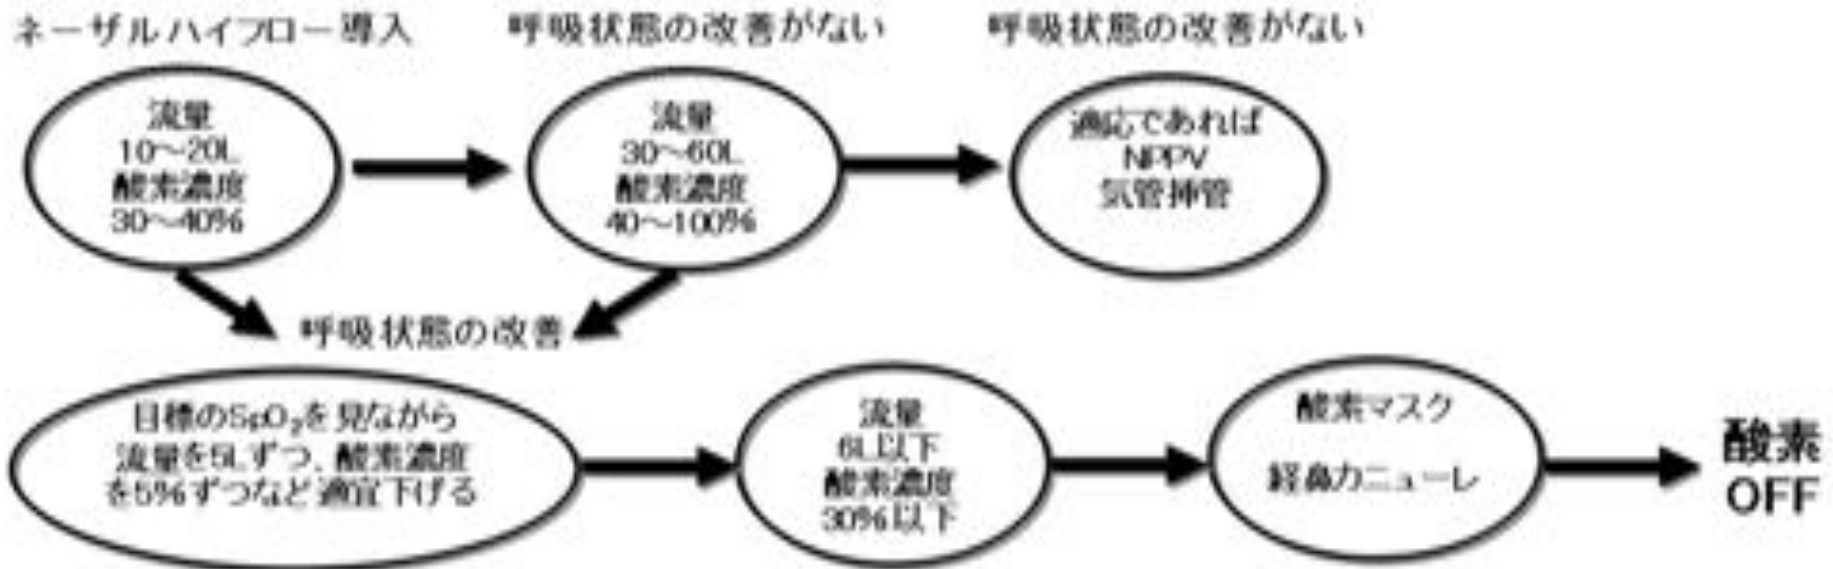 ネーザルハイフロー導入
呼吸状態の改善がない
呼吸状態の改善がない
流量
10～20L
酸素濃度
30～40%
流量
30～60L
酸素濃度
40～100%
適応であれば
NPPV
気管挿管
呼吸状態の改善
目標のSpO₂を見ながら
流量を5Lずつ、酸素濃度
を5%ずつなど適宜下げる
流量
6L以下
酸素濃度
30%以下
酸素マスク
経鼻カニューレ
酸素
OFF